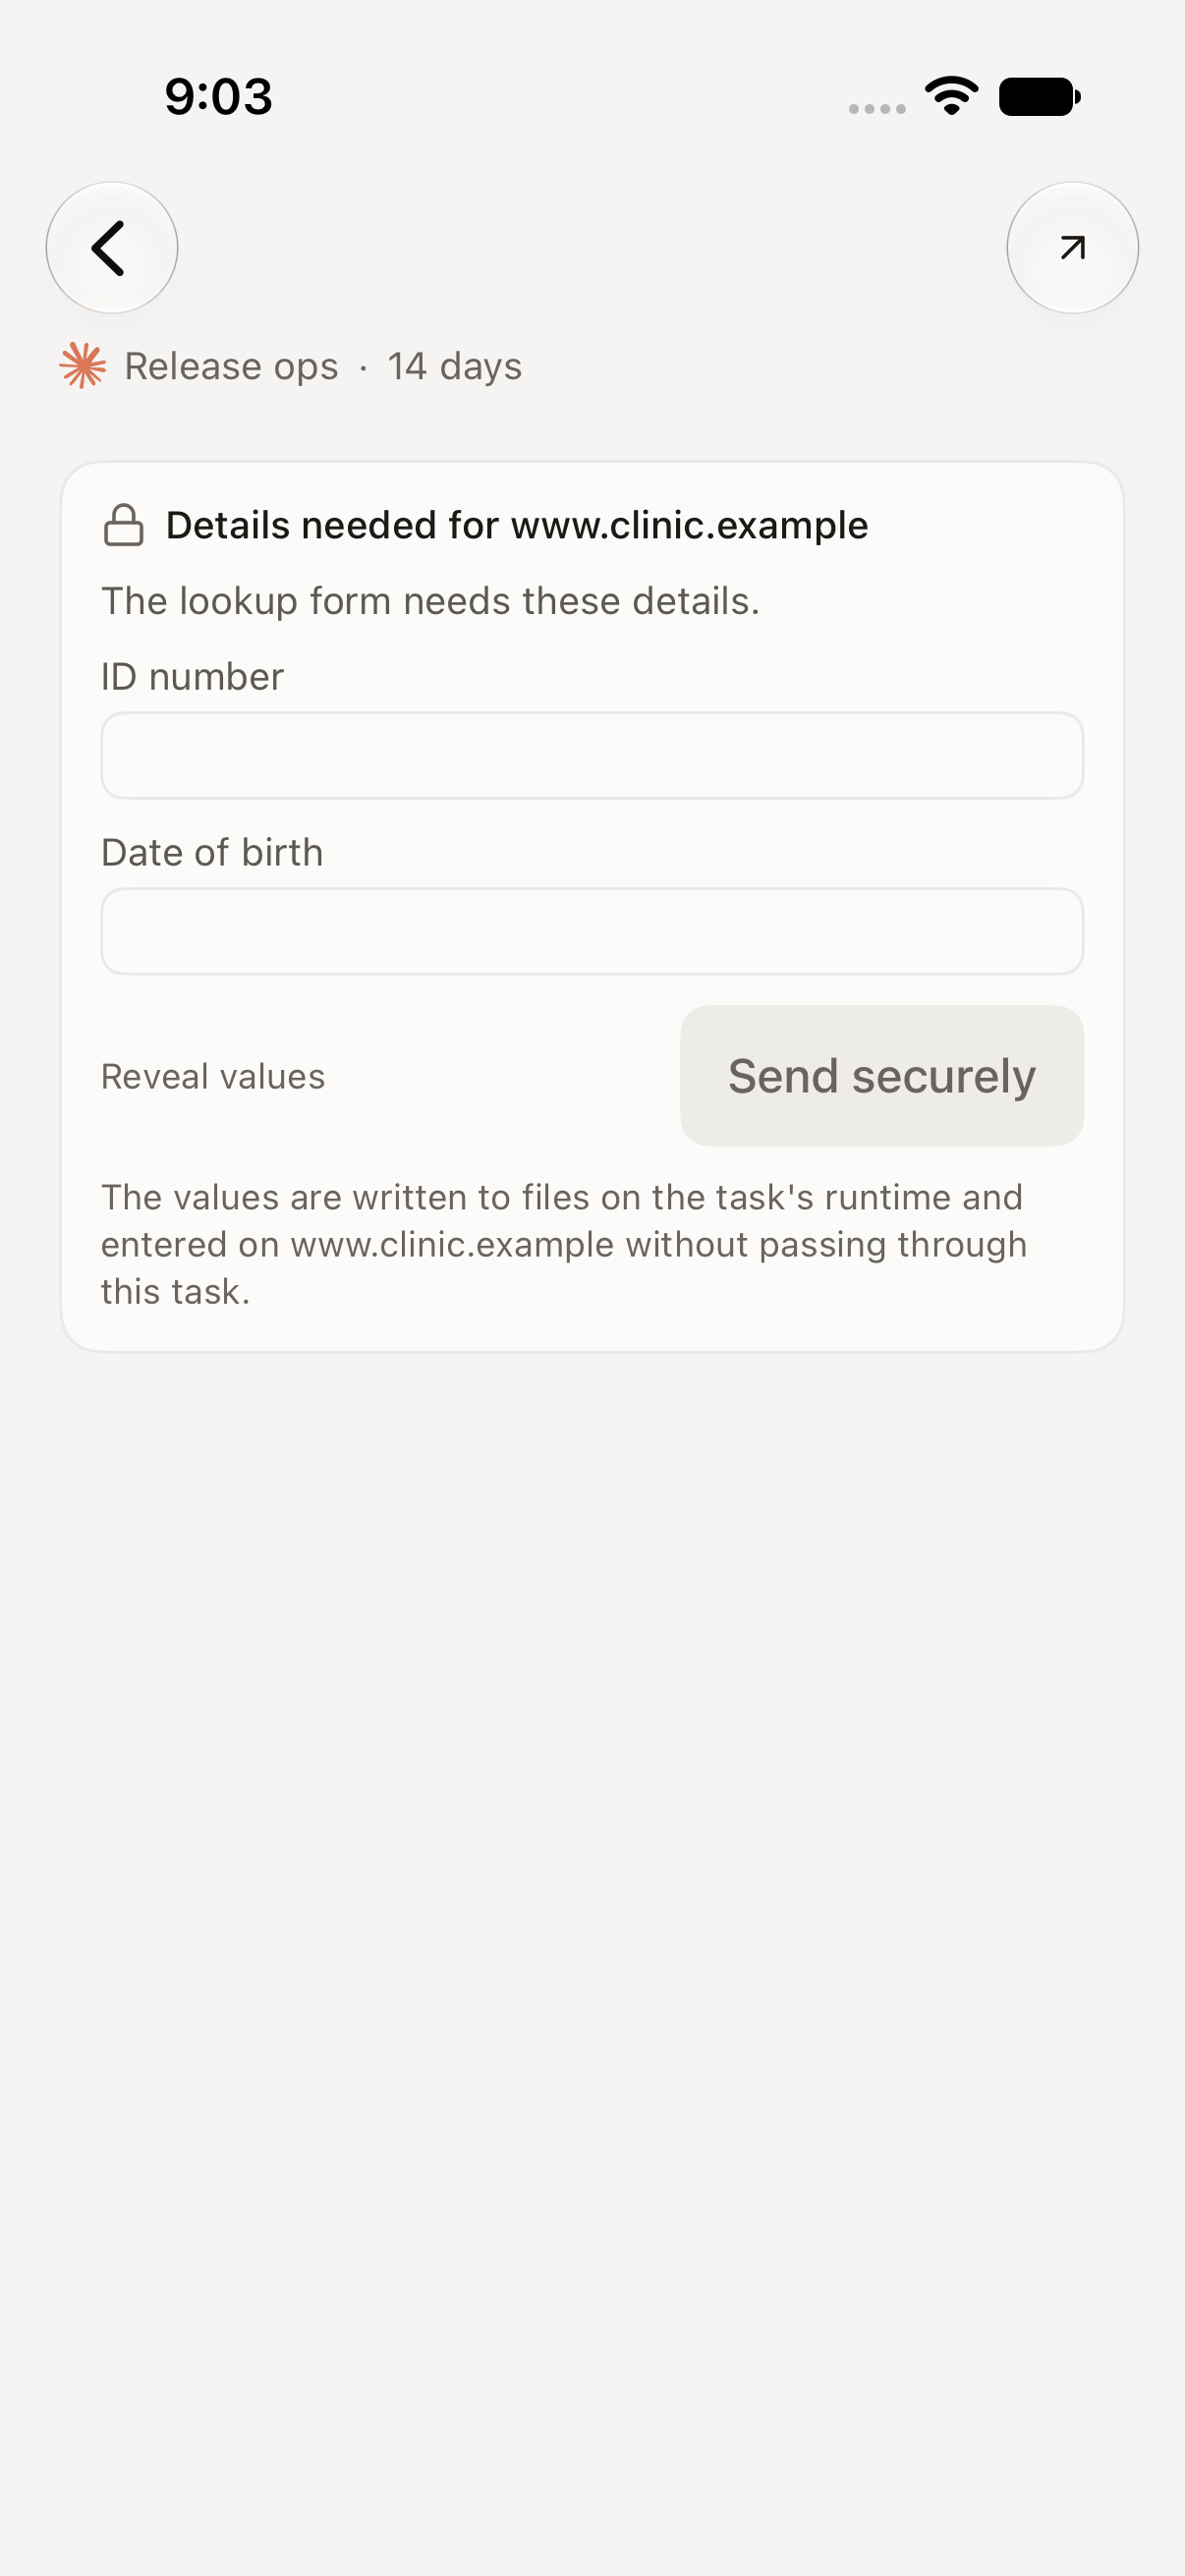 9:03
Release ops · 14 days
Details needed for www.clinic.example
The lookup form needs these details.
ID number
Date of birth
Reveal values
Send securely
The values are written to files on the task's runtime and
entered on www.clinic.example without passing through
this task.